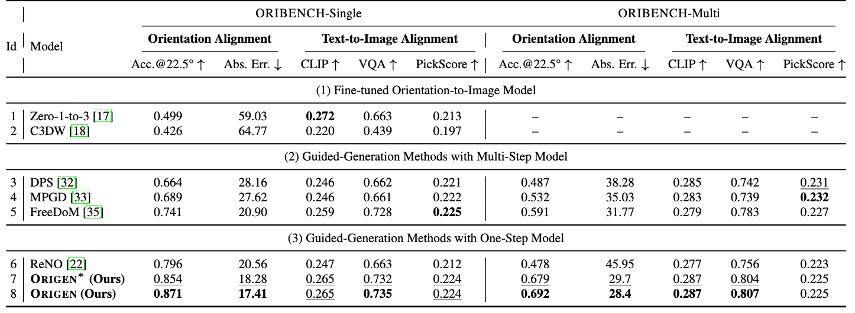 ORIBENCH-Single ORIBENCH-Multi
Id Model Orientation Alignment Text-to-Image Alignment Orientation Alignment Text-to-Image Alignment
Acc.@22.5° ↑ Abs. Err. ↓ CLIP ↑ VQA ↑ PickScore ↑ Acc.@22.5° ↑ Abs. Err. ↓ CLIP ↑ VQA ↑ PickScore ↑
(1) Fine-tuned Orientation-to-Image Model
1 Zero-1-to-3 [17] 0.499 59.03 0.272 0.663 0.213 – – – – –
2 C3DW [18] 0.426 64.77 0.220 0.439 0.197 – – – – –
(2) Guided-Generation Methods with Multi-Step Model
3 DPS [32] 0.664 28.16 0.246 0.662 0.221 0.487 38.28 0.285 0.742 0.231
4 MPGD [33] 0.689 27.62 0.246 0.661 0.222 0.532 35.03 0.283 0.739 0.232
5 FreeDoM [35] 0.741 20.90 0.259 0.728 0.225 0.591 31.77 0.279 0.783 0.227
(3) Guided-Generation Methods with One-Step Model
6 ReNO [22] 0.796 20.56 0.247 0.663 0.212 0.478 45.95 0.277 0.756 0.223
7 ORIGEN* (Ours) 0.854 18.28 0.265 0.732 0.224 0.679 29.7 0.287 0.804 0.225
8 ORIGEN (Ours) 0.871 17.41 0.265 0.735 0.224 0.692 28.4 0.287 0.807 0.225